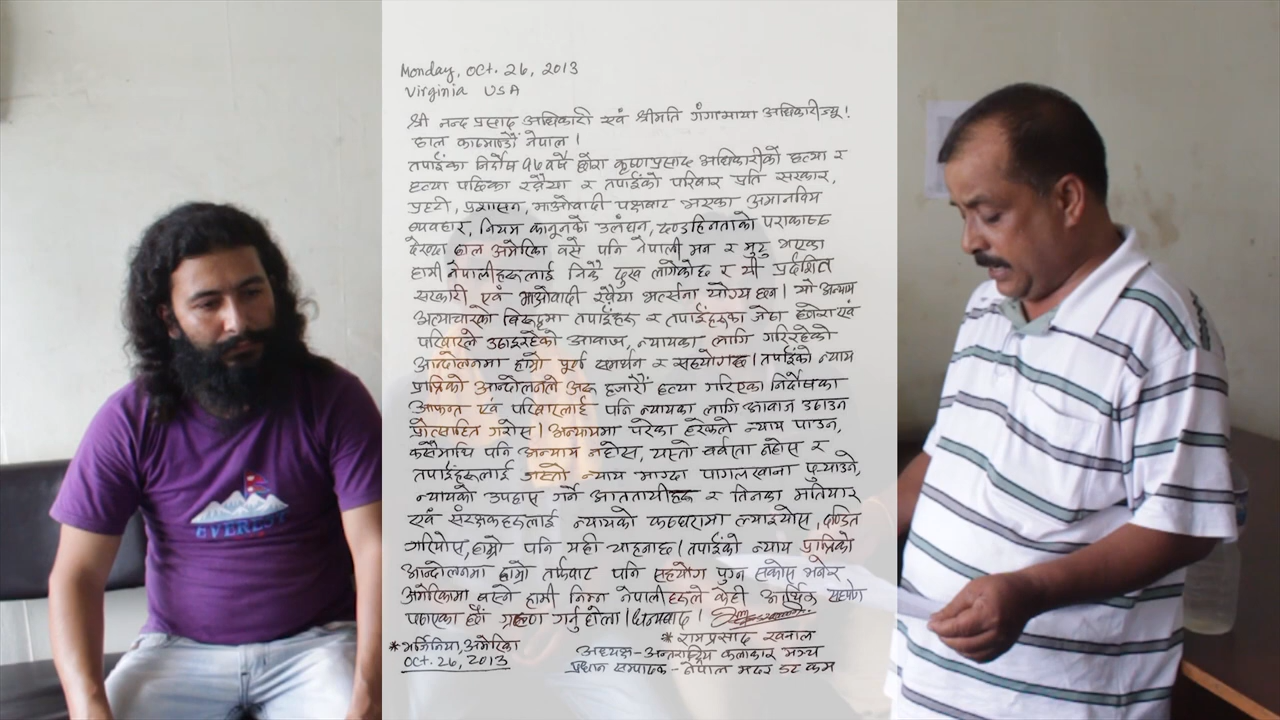 Monday, Oct. 26, 2013
Virginia USA
श्री नन्द प्रसाद अधिकारी एवं श्रीमति गंगामाया अधिकारीज्यू !
हाल काठमाण्डौं नेपाल ।
तपाईंका निर्दोष १७ वर्षे छोरा कृष्णप्रसाद अधिकारीको हत्या र
हत्या पछिका रवैया र तपाईंको परिवार प्रति सरकार,
प्रहरी, प्रशासन, माओवादी पक्षबाट भएका अमानविय
व्यवहार, नियम कानूनको उलंघन, दण्डहिनताको पराकाष्ठ
देख्दा हाल अमेरिका बसे पनि नेपाली मन र मुटु भएका
हामी नेपालीहरूलाई निकै दुख लागेकोछ र यी प्रर्दशित
सरकारी एवं माओवादी रवैया भर्त्सना योग्य छन । यो अन्याय
अत्याचारको विरूद्धमा तपाईंहरू र तपाईंहरूका जेठा छोरा एवं
परिवारले उठाइरहेको आवाज, न्यायका लागि गरिरहेको
आन्दोलनमा हाम्रो पूर्ण समर्थन र सहयोगछ । तपाईंको न्याय
प्राप्तिको आन्दोलनले अरू हजारौं हत्या गरिएका निर्दोषका
आफन्त एवं परिवारलाई पनि न्यायका लागि आवाज उठाउन
प्रोत्साहित गरोस । अन्यायमा परेका हरेकले न्याय पाउन,
कसैमाथि पनि अन्याय नहोस, यस्तो बर्बरता नहोस र
तपाईंहरूलाई जस्तो न्याय माग्दा पागलखाना पुर्‍याउने,
न्यायको उपहास गर्ने आततायीहरू र तिनका मतियार
एवं संरक्षकहरूलाई न्यायको कठघरामा ल्याइयोस, दण्डित
गरियोस, हाम्रो पनि यही चाहनाछ । तपाईंको न्याय प्राप्तिको
आन्दोलनमा हाम्रो तर्फबाट पनि सहयोग पुग्न सकोस भनेर
अमेरिकामा बस्ने हामी निम्न नेपालीहरूले केही आर्थिक सहयोग
पठाएका छौं ग्रहण गर्नु होला । धन्यवाद ।
* भर्जिनिया, अमेरिका
Oct. 26, 2013
* रामप्रसाद खनाल
अध्यक्ष - अन्तराष्ट्रिय कलाकार मञ्च
प्रधान सम्पादक - नेपाल मदर डट कम
EVEREST